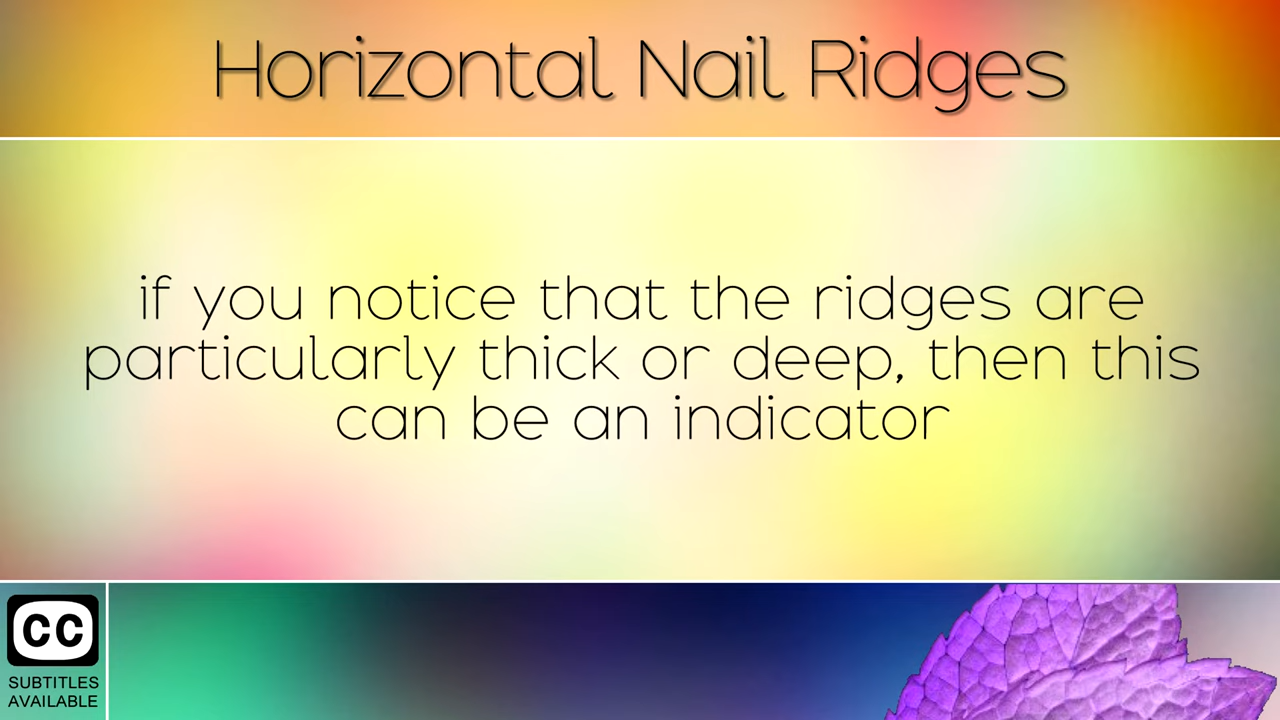 Horizontal Nail Ridges
if you notice that the ridges are
particularly thick or deep, then this
can be an indicator
CC
SUBTITLES
AVAILABLE